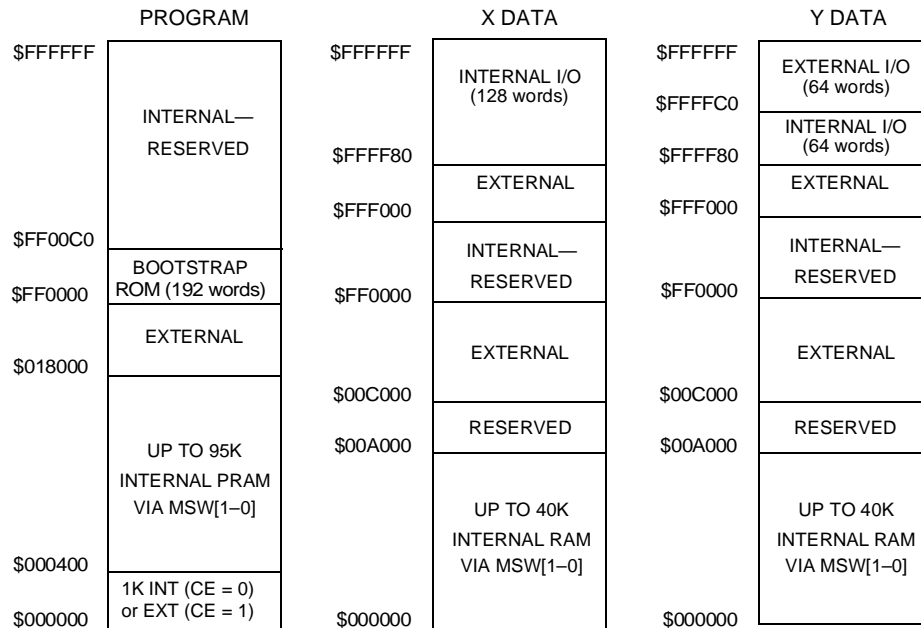 PROGRAM
$FFFFFF
INTERNAL—
RESERVED
$FF00C0
BOOTSTRAP
ROM (192 words)
$FF0000
EXTERNAL
$018000
UP TO 95K
INTERNAL PRAM
VIA MSW[1–0]
$000400
1K INT (CE = 0)
or EXT (CE = 1)
$000000
X DATA
$FFFFFF
INTERNAL I/O
(128 words)
$FFFF80
EXTERNAL
$FFF000
INTERNAL—
RESERVED
$FF0000
EXTERNAL
$00C000
RESERVED
$00A000
UP TO 40K
INTERNAL RAM
VIA MSW[1–0]
$000000
Y DATA
$FFFFFF
EXTERNAL I/O
(64 words)
$FFFFC0
INTERNAL I/O
(64 words)
$FFFF80
EXTERNAL
$FFF000
INTERNAL—
RESERVED
$FF0000
EXTERNAL
$00C000
RESERVED
$00A000
UP TO 40K
INTERNAL RAM
VIA MSW[1–0]
$000000